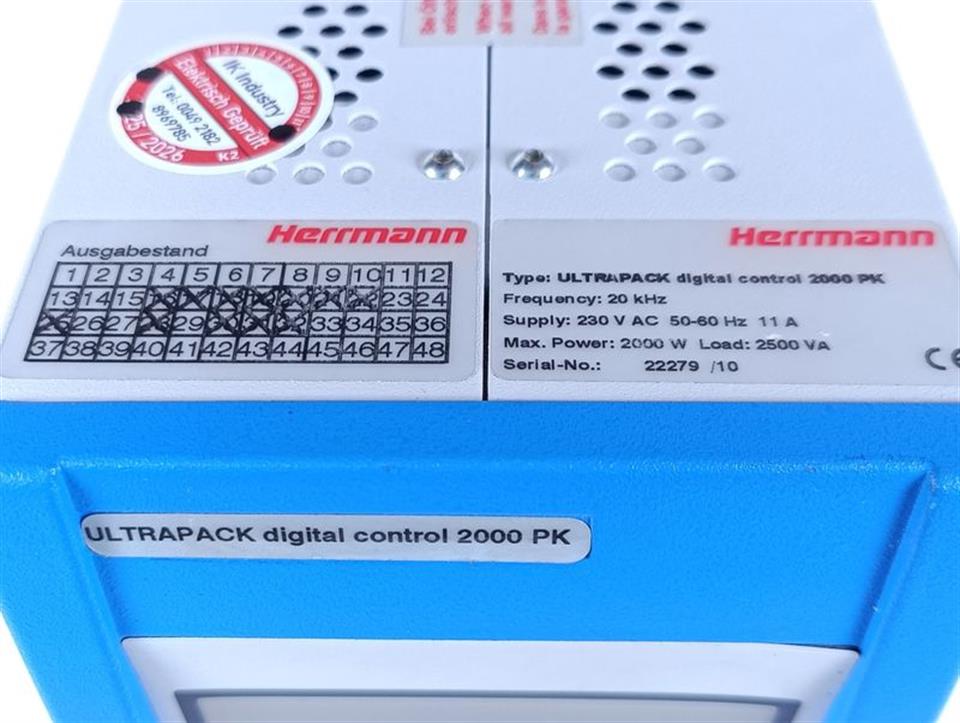 IK Industry
Elektrisch Geprüft
Tel: 0049 2182
8969785
25 / 2026
K2
Herrmann
Ausgabestand
1 2 3 4 5 6 7 8 9 10 11 12
13 14 15 23 24
26 27 29 33 34 35 36
37 38 39 40 41 42 43 44 45 46 47 48
Herrmann
Type: ULTRAPACK digital control 2000 PK
Frequency: 20 kHz
Supply: 230 V AC 50-60 Hz 11 A
Max. Power: 2000 W Load: 2500 VA
Serial-No.: 22279 /10
CE
ULTRAPACK digital control 2000 PK